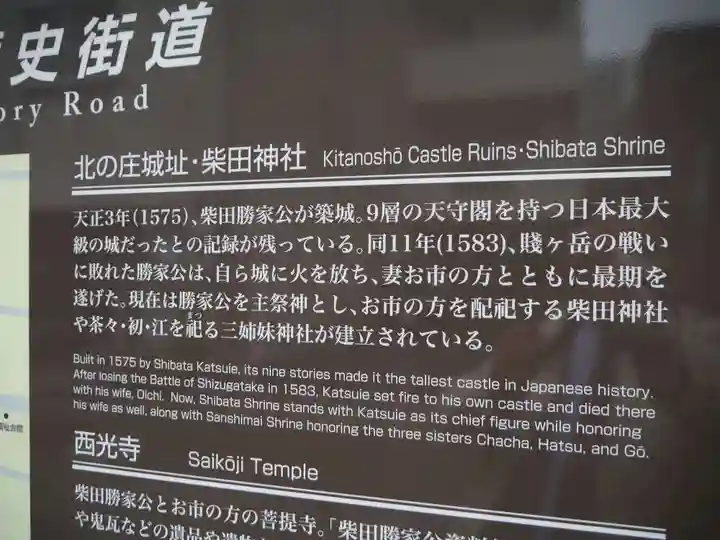 史街道
ory Road
北の庄城址・柴田神社 Kitanoshō Castle Ruins・Shibata Shrine
天正3年(1575)、柴田勝家公が築城。9層の天守閣を持つ日本最大
級の城だったとの記録が残っている。同11年(1583)、賤ヶ岳の戦い
に敗れた勝家公は、自ら城に火を放ち、妻お市の方とともに最期を
遂げた。現在は勝家公を主祭神とし、お市の方を配祀する柴田神社
や茶々・初・江を祀る三姉妹神社が建立されている。
Built in 1575 by Shibata Katsuie, its nine stories made it the tallest castle in Japanese history.
After losing the Battle of Shizugatake in 1583, Katsuie set fire to his own castle and died there
with his wife, Oichi. Now, Shibata Shrine stands with Katsuie as its chief figure while honoring
his wife as well, along with Sanshimai Shrine honoring the three sisters Chacha, Hatsu, and Gō.
西光寺 Saikōji Temple
柴田勝家公とお市の方の菩提寺。「柴田勝家公資料
や鬼瓦などの遺品や遺物